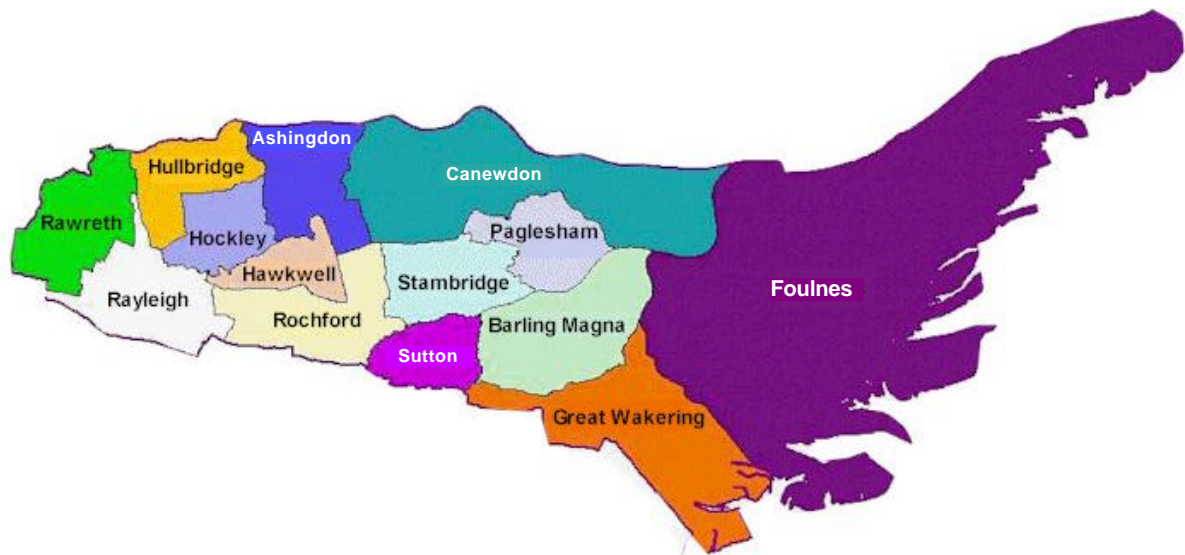 Ashingdon
Hullbridge
Canewdon
Rawreth
Hockley
Paglesham
Hawkwell
Stambridge
Foulnes
Rayleigh
Rochford
Barling Magna
Sutton
Great Wakering